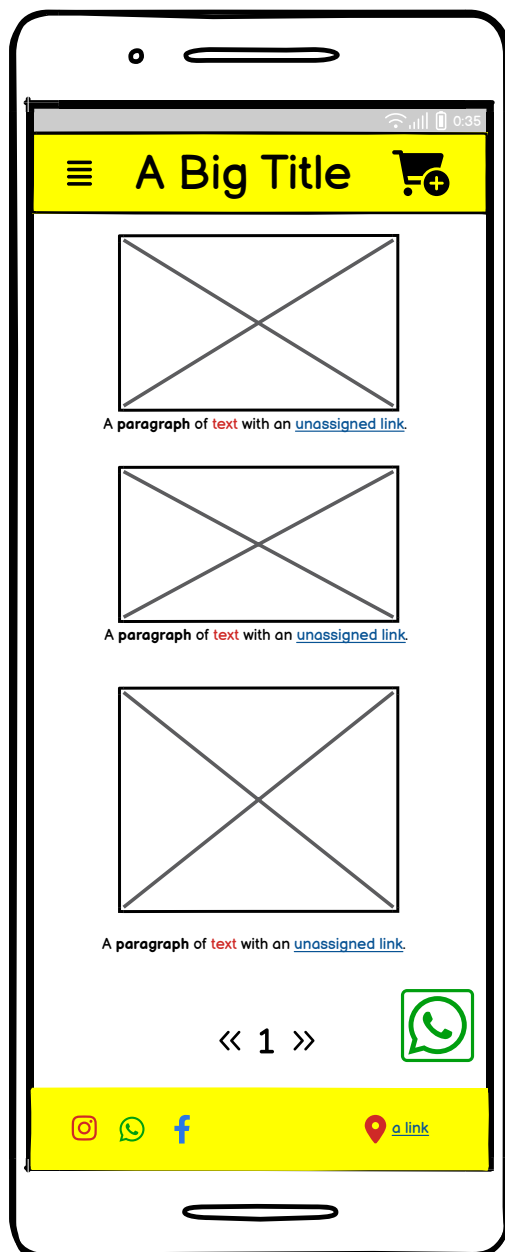 0:35
A Big Title
A paragraph of text with an unassigned link.
A paragraph of text with an unassigned link.
A paragraph of text with an unassigned link.
« 1 »
a link